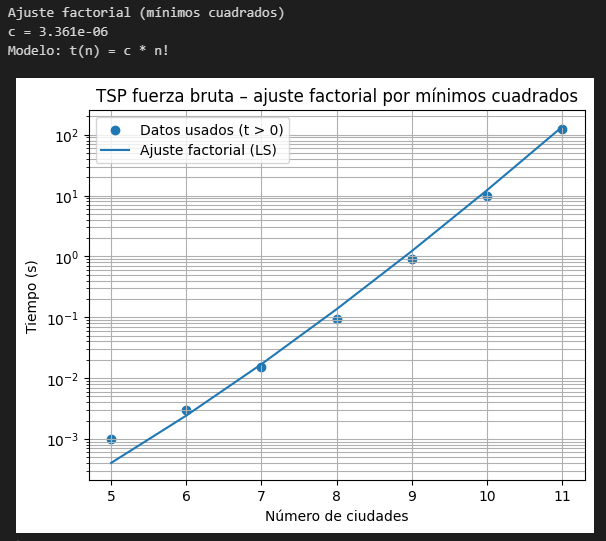 Ajuste factorial (mínimos cuadrados)
c = 3.361e-06
Modelo: t(n) = c * n!
TSP fuerza bruta – ajuste factorial por mínimos cuadrados
Datos usados (t > 0)
Ajuste factorial (LS)
Tiempo (s)
10²
10¹
10⁰
10⁻¹
10⁻²
10⁻³
5 6 7 8 9 10 11
Número de ciudades